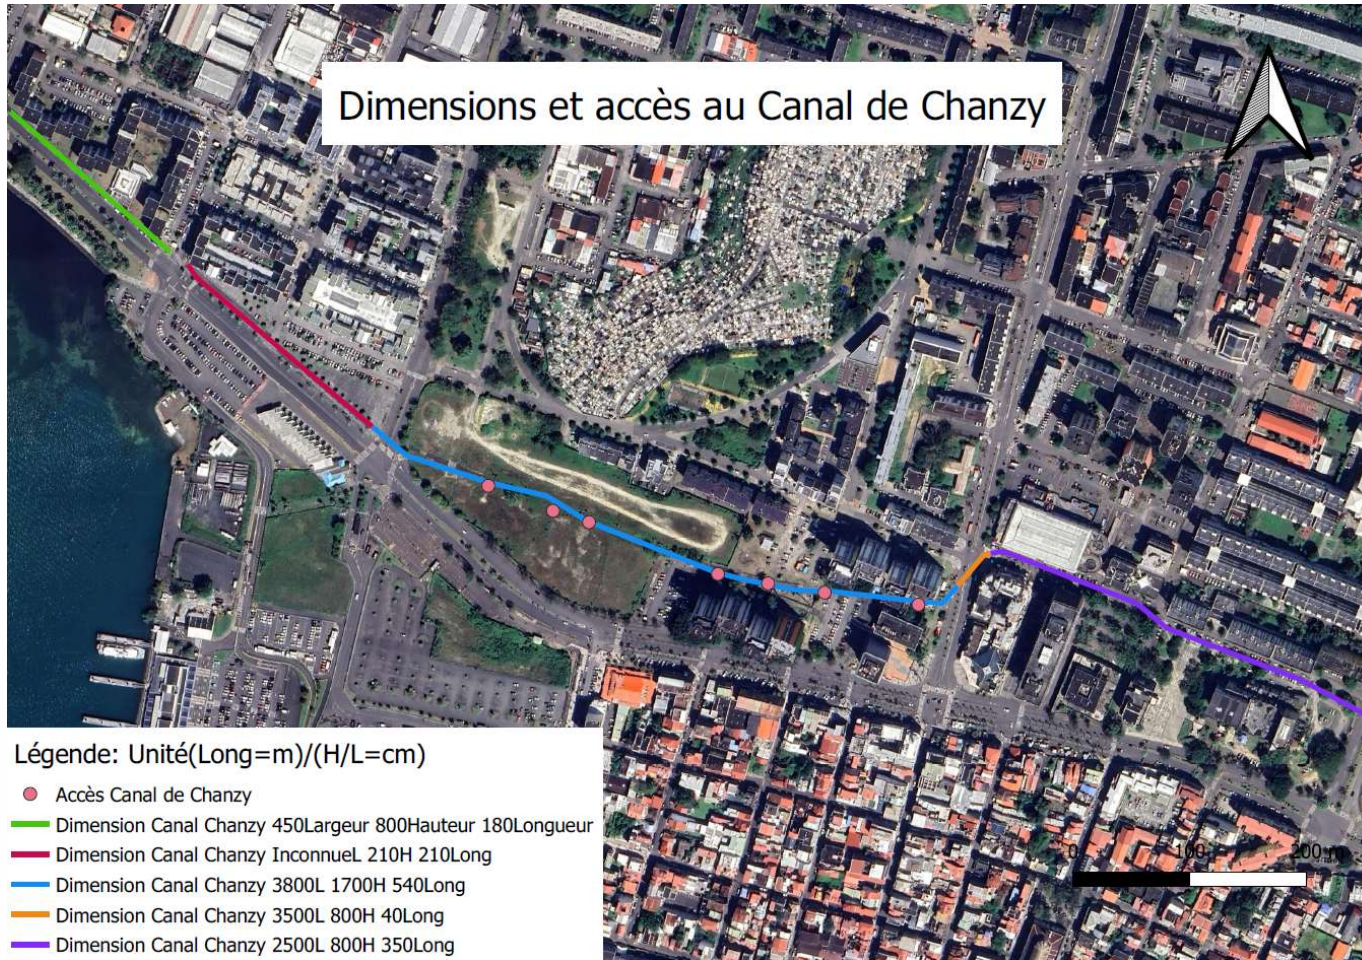 Dimensions et accès au Canal de Chanzy
Légende: Unité(Long=m)/(H/L=cm)
Accès Canal de Chanzy
Dimension Canal Chanzy 450Largeur 800Hauteur 180Longueur
Dimension Canal Chanzy InconnueL 210H 210Long
Dimension Canal Chanzy 3800L 1700H 540Long
Dimension Canal Chanzy 3500L 800H 40Long
Dimension Canal Chanzy 2500L 800H 350Long
0 100 200 m